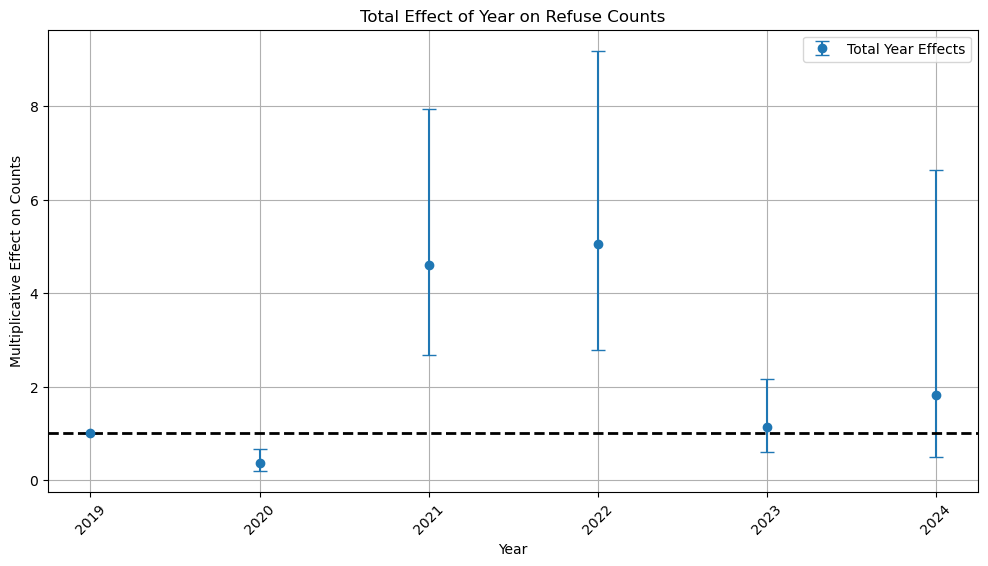 Total Effect of Year on Refuse Counts
Total Year Effects
Multiplicative Effect on Counts
8
6
4
2
0
2019
2020
2021
2022
2023
2024
Year